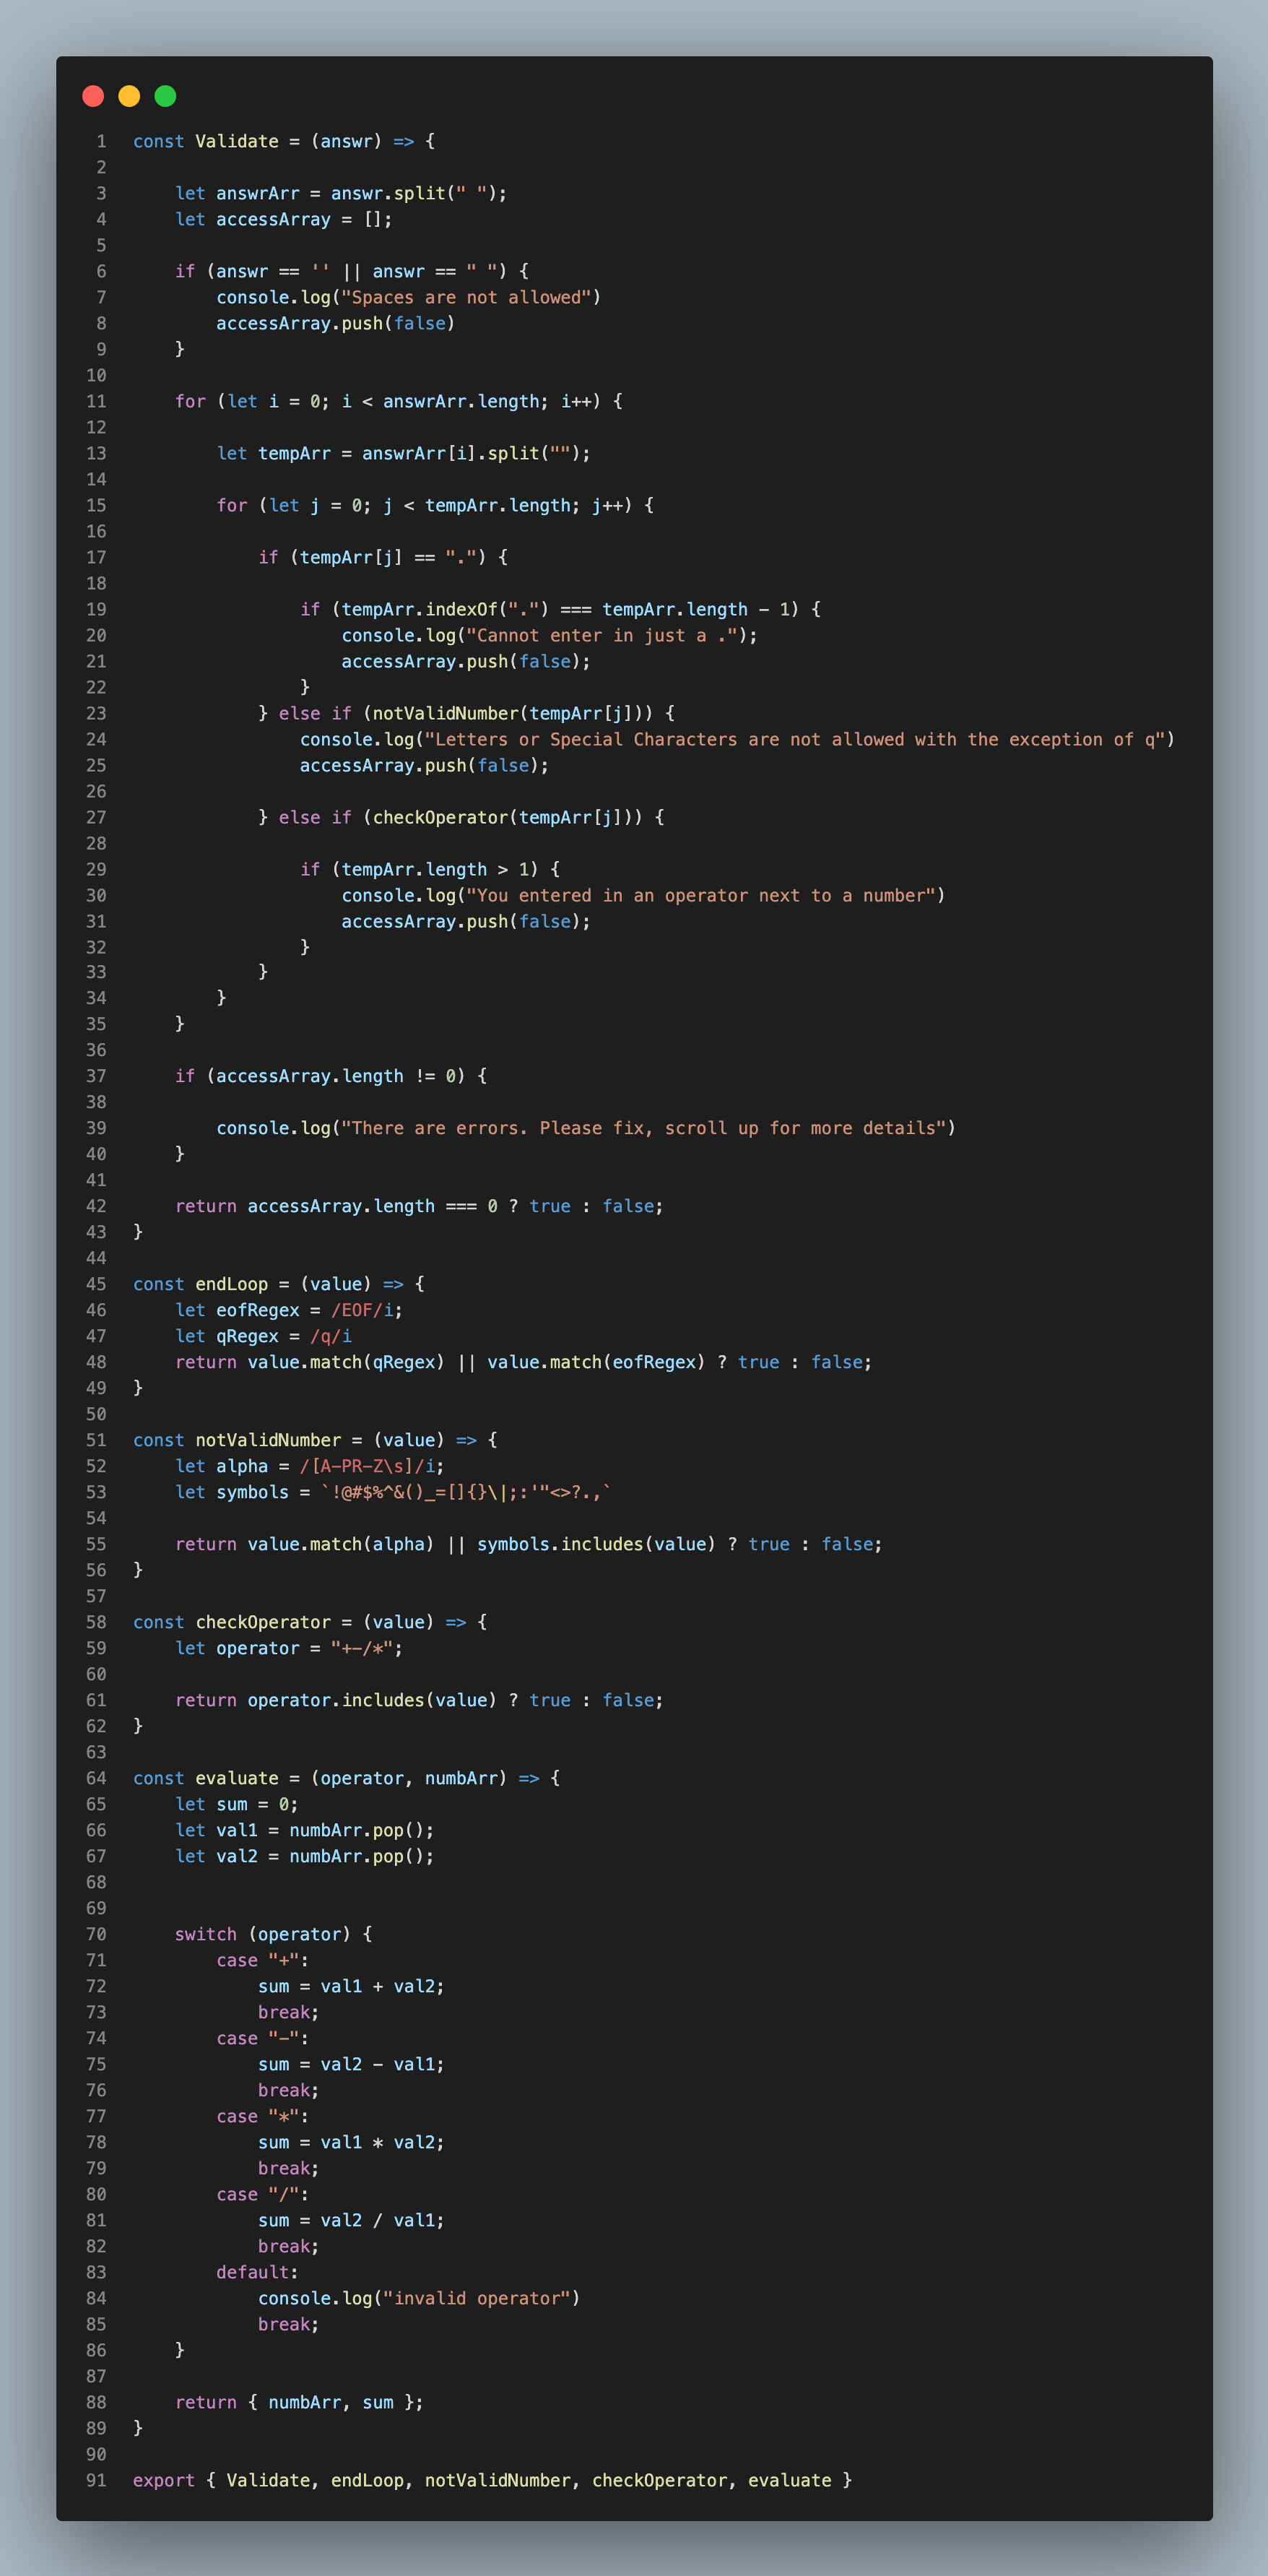 1 const Validate = (answr) => {
2
3     let answrArr = answr.split(" ");
4     let accessArray = [];
5
6     if (answr == '' || answr == " ") {
7         console.log("Spaces are not allowed")
8         accessArray.push(false)
9     }
10
11     for (let i = 0; i < answrArr.length; i++) {
12
13         let tempArr = answrArr[i].split("");
14
15         for (let j = 0; j < tempArr.length; j++) {
16
17             if (tempArr[j] == ".") {
18
19                 if (tempArr.indexOf(".") === tempArr.length - 1) {
20                     console.log("Cannot enter in just a .");
21                     accessArray.push(false);
22                 }
23             } else if (notValidNumber(tempArr[j])) {
24                 console.log("Letters or Special Characters are not allowed with the exception of q")
25                 accessArray.push(false);
26
27             } else if (checkOperator(tempArr[j])) {
28
29                 if (tempArr.length > 1) {
30                     console.log("You entered in an operator next to a number")
31                     accessArray.push(false);
32                 }
33             }
34         }
35     }
36
37     if (accessArray.length != 0) {
38
39         console.log("There are errors. Please fix, scroll up for more details")
40     }
41
42     return accessArray.length === 0 ? true : false;
43 }
44
45 const endLoop = (value) => {
46     let eofRegex = /EOF/i;
47     let qRegex = /q/i
48     return value.match(qRegex) || value.match(eofRegex) ? true : false;
49 }
50
51 const notValidNumber = (value) => {
52     let alpha = /[A-PR-Z\s]/i;
53     let symbols = `!@#$%^&()_=[]{}\|;:'"<>?.,`
54
55     return value.match(alpha) || symbols.includes(value) ? true : false;
56 }
57
58 const checkOperator = (value) => {
59     let operator = "+-/*";
60
61     return operator.includes(value) ? true : false;
62 }
63
64 const evaluate = (operator, numbArr) => {
65     let sum = 0;
66     let val1 = numbArr.pop();
67     let val2 = numbArr.pop();
68
69
70     switch (operator) {
71         case "+":
72             sum = val1 + val2;
73             break;
74         case "-":
75             sum = val2 - val1;
76             break;
77         case "*":
78             sum = val1 * val2;
79             break;
80         case "/":
81             sum = val2 / val1;
82             break;
83         default:
84             console.log("invalid operator")
85             break;
86     }
87
88     return { numbArr, sum };
89 }
90
91 export { Validate, endLoop, notValidNumber, checkOperator, evaluate }